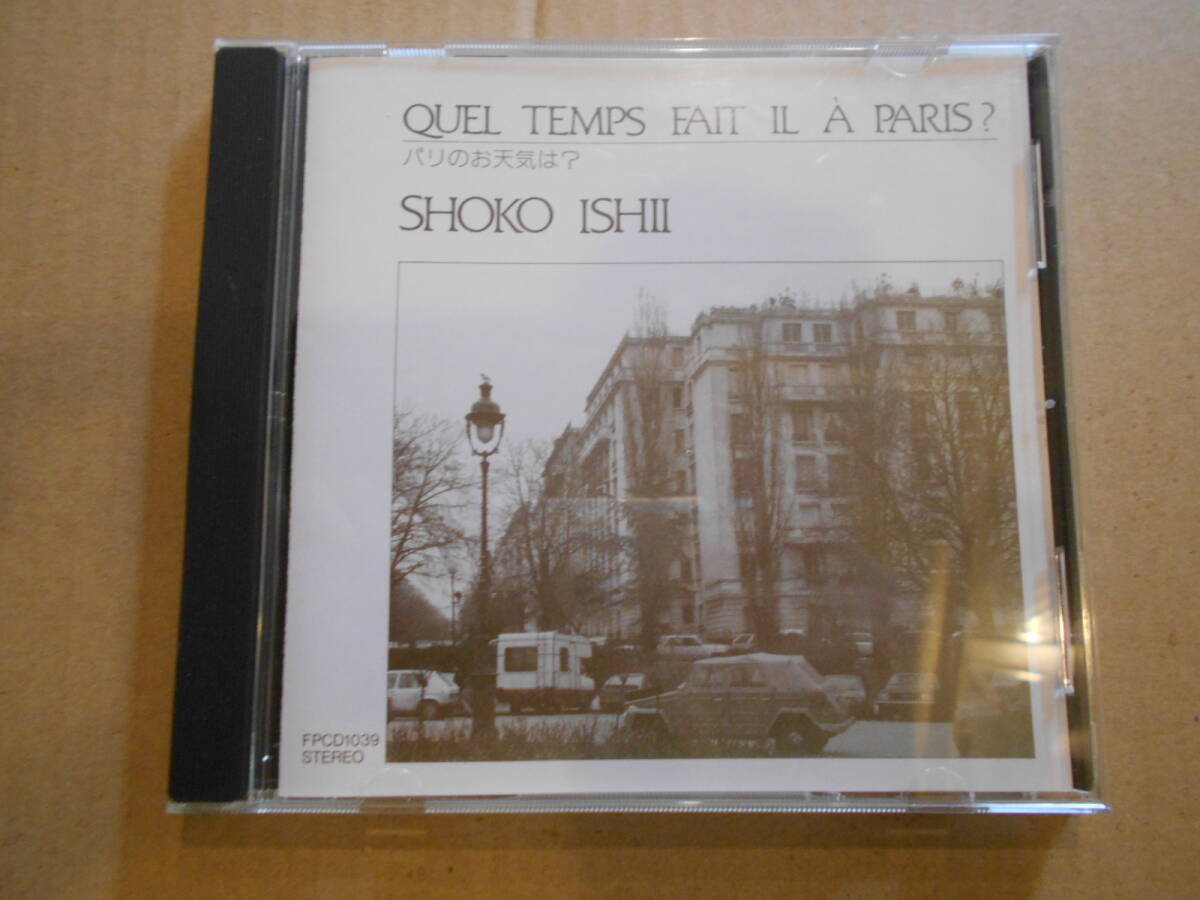 QUEL TEMPS FAIT IL À PARIS?
パリのお天気は?
SHOKO ISHII
FPCD1039
STEREO